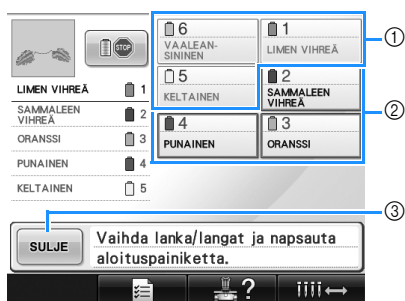 STOP
LIMEN VIHREÄ 1
SAMMALEEN
VIHREÄ 2
ORANSSI 3
PUNAINEN 4
KELTAINEN 5
6
VAALEAN-
SININEN
1
LIMEN VIHREÄ
5
KELTAINEN
2
SAMMALEEN
VIHREÄ
4
PUNAINEN
3
ORANSSI
①
②
③
SULJE
Vaihda lanka/langat ja napsauta
aloituspainiketta.
?